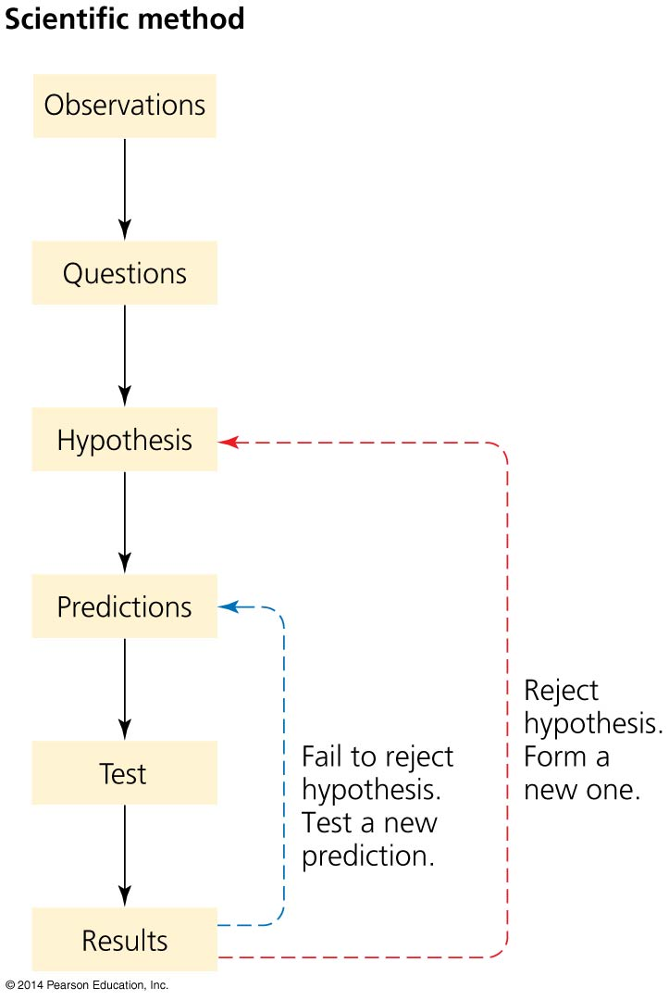 Scientific method
Observations
Questions
Hypothesis
Predictions
Test
Results
Fail to reject
hypothesis.
Test a new
prediction.
Reject
hypothesis.
Form a
new one.
© 2014 Pearson Education, Inc.